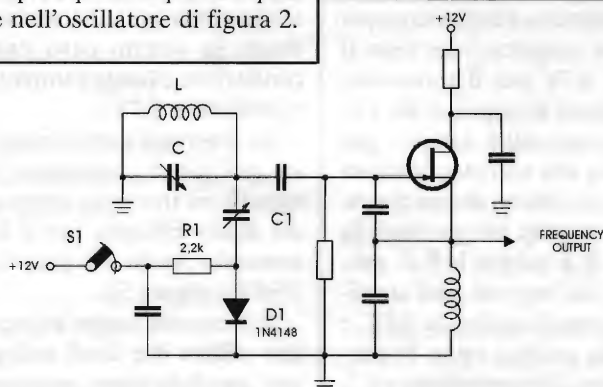 e nell'oscillatore di figura 2.
+12V
L
C
C1
S1
R1
2,2k
+12V
D1
1N4148
FREQUENCY
OUTPUT